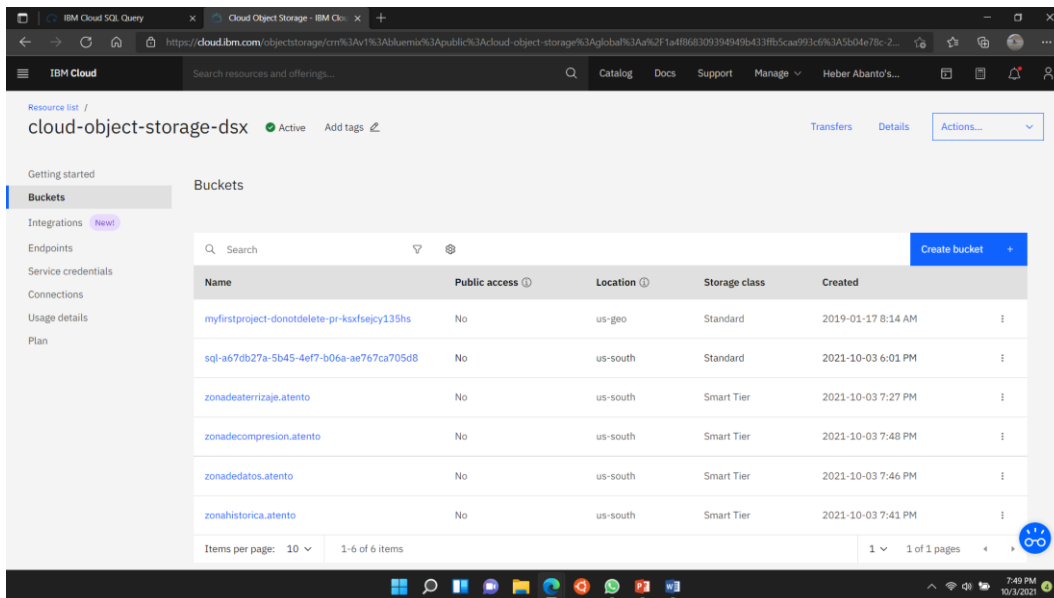 IBM Cloud SQL Query
Cloud Object Storage - IBM Clou
https://cloud.ibm.com/objectstorage/crn%3Av1%3Abluemix%3Apublic%3Acloud-object-storage%3Aglobal%3Aa%2F1a4f868309394949b433ffb5caa993c6%3A5b04e78c-2...
IBM Cloud
Search resources and offerings...
Catalog Docs Support Manage Heber Abanto's...
Resource list /
cloud-object-storage-dsx Active Add tags Transfers Details Actions...
Getting started
Buckets
Integrations New!
Endpoints
Service credentials
Connections
Usage details
Plan
Buckets
Search Create bucket +
Name Public access Location Storage class Created
myfirstproject-donotdelete-pr-ksxfsejcy135hs No us-geo Standard 2019-01-17 8:14 AM
sql-a67db27a-5b45-4ef7-b06a-ae767ca705d8 No us-south Standard 2021-10-03 6:01 PM
zonadeaterrizaje.atento No us-south Smart Tier 2021-10-03 7:27 PM
zonadecompresion.atento No us-south Smart Tier 2021-10-03 7:48 PM
zonadedatos.atento No us-south Smart Tier 2021-10-03 7:46 PM
zonahistorica.atento No us-south Smart Tier 2021-10-03 7:41 PM
Items per page: 10 1-6 of 6 items 1 1 of 1 pages
7:49 PM
10/3/2021
4